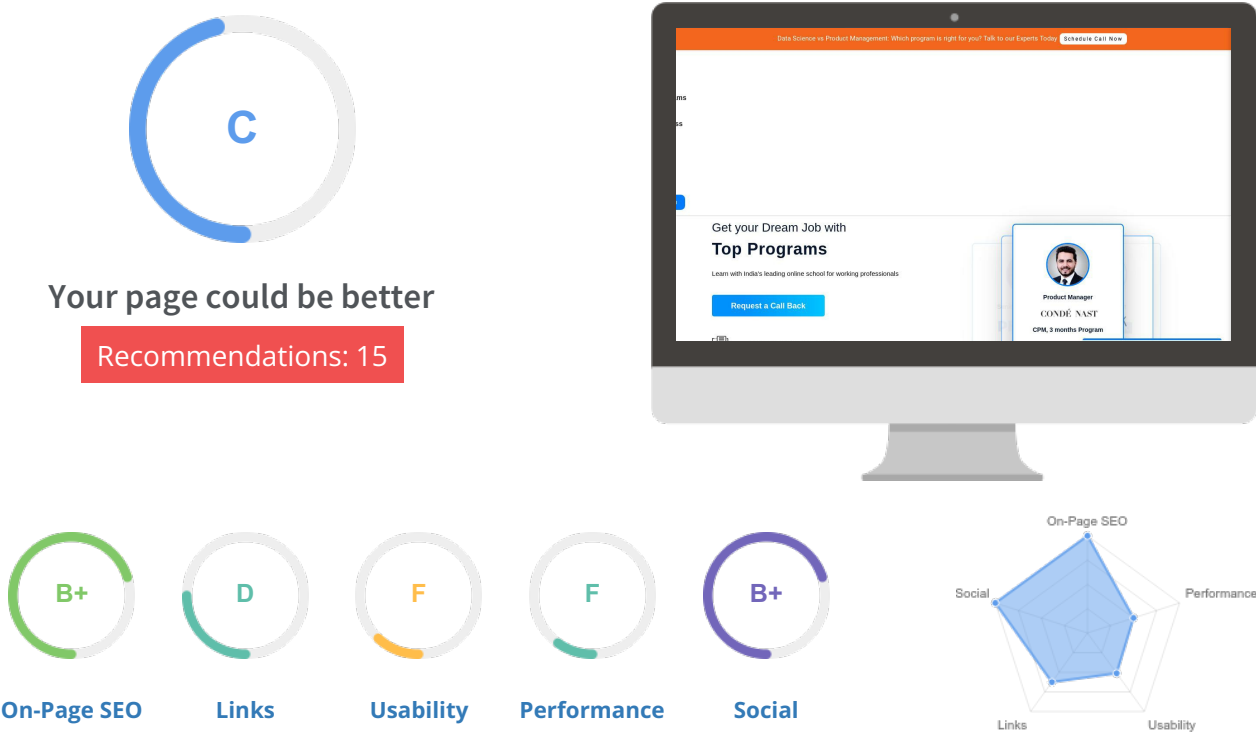 C
Your page could be better
Recommendations: 15
Data Science vs Product Management: Which program is right for you? Talk to our Experts Today Schedule Call Now
ms
ss
Get your Dream Job with
Top Programs
Learn with India's leading online school for working professionals
Request a Call Back
Product Manager
CONDÉ NAST
CPM, 3 months Program
B+
D
F
F
B+
On-Page SEO
Links
Usability
Performance
Social
On-Page SEO
Social
Performance
Links
Usability